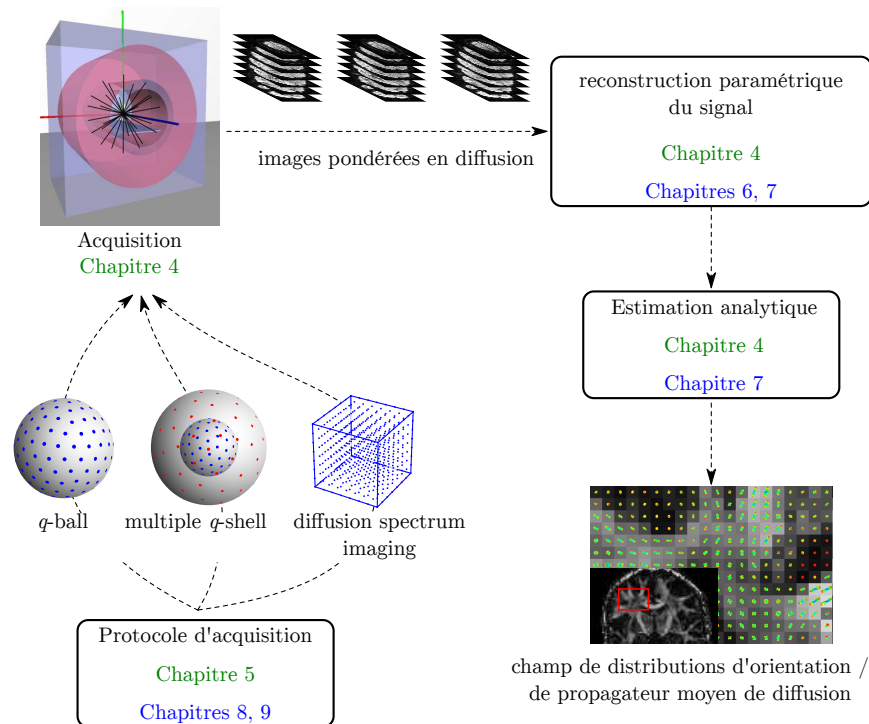 reconstruction paramétrique
du signal
Chapitre 4
Chapitres 6, 7
images pondérées en diffusion
Acquisition
Chapitre 4
Estimation analytique
Chapitre 4
Chapitre 7
q-ball
multiple q-shell
diffusion spectrum
imaging
Protocole d'acquisition
Chapitre 5
Chapitres 8, 9
champ de distributions d'orientation /
de propagateur moyen de diffusion